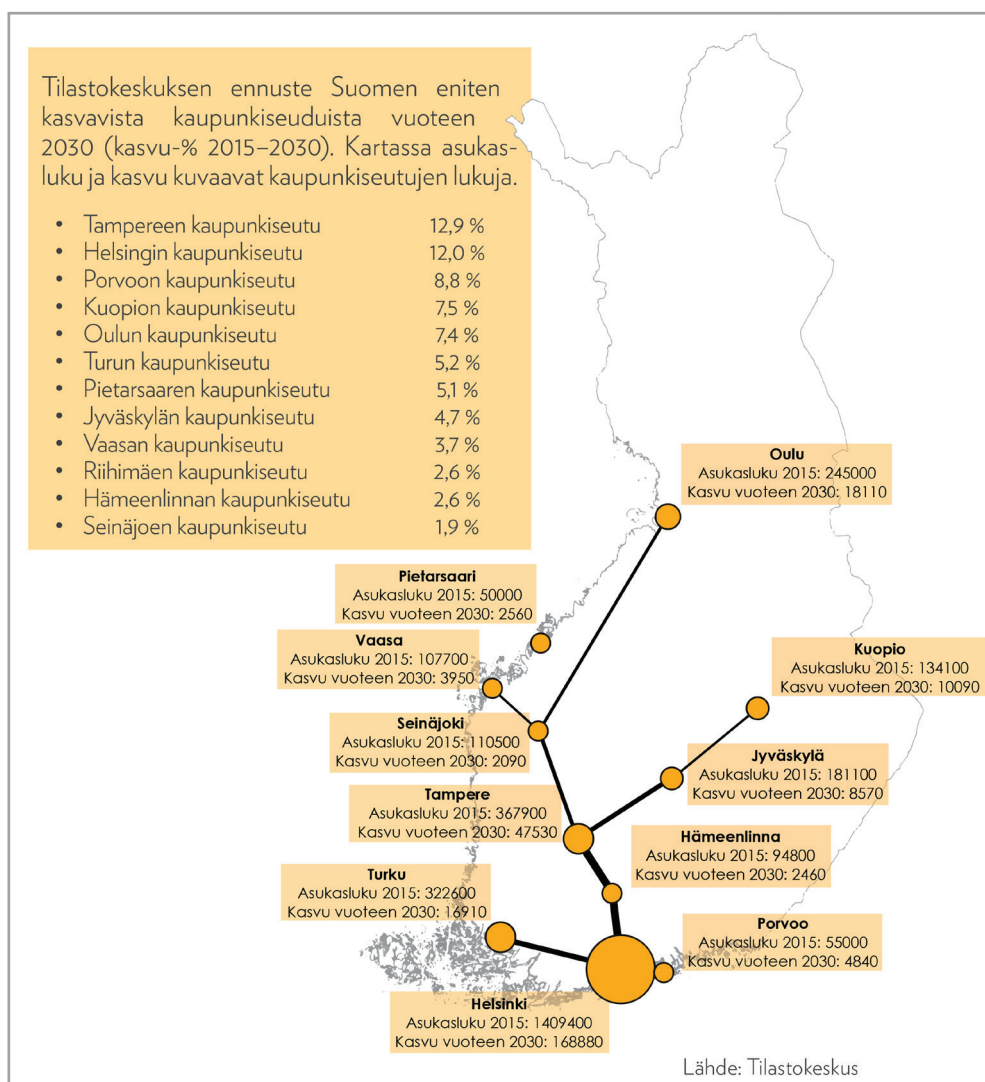 Tilastokeskuksen ennuste Suomen eniten
kasvavista kaupunkiseuduista vuoteen
2030 (kasvu-% 2015–2030). Kartassa asukas-
luku ja kasvu kuvaavat kaupunkiseutujen lukuja.
• Tampereen kaupunkiseutu 12,9 %
• Helsingin kaupunkiseutu 12,0 %
• Porvoon kaupunkiseutu 8,8 %
• Kuopion kaupunkiseutu 7,5 %
• Oulun kaupunkiseutu 7,4 %
• Turun kaupunkiseutu 5,2 %
• Pietarsaaren kaupunkiseutu 5,1 %
• Jyväskylän kaupunkiseutu 4,7 %
• Vaasan kaupunkiseutu 3,7 %
• Riihimäen kaupunkiseutu 2,6 %
• Hämeenlinnan kaupunkiseutu 2,6 %
• Seinäjoen kaupunkiseutu 1,9 %
Oulu
Asukasluku 2015: 245000
Kasvu vuoteen 2030: 18110
Pietarsaari
Asukasluku 2015: 50000
Kasvu vuoteen 2030: 2560
Vaasa
Asukasluku 2015: 107700
Kasvu vuoteen 2030: 3950
Kuopio
Asukasluku 2015: 134100
Kasvu vuoteen 2030: 10090
Seinäjoki
Asukasluku 2015: 110500
Kasvu vuoteen 2030: 2090
Jyväskylä
Asukasluku 2015: 181100
Kasvu vuoteen 2030: 8570
Tampere
Asukasluku 2015: 367900
Kasvu vuoteen 2030: 47530
Hämeenlinna
Asukasluku 2015: 94800
Kasvu vuoteen 2030: 2460
Turku
Asukasluku 2015: 322600
Kasvu vuoteen 2030: 16910
Porvoo
Asukasluku 2015: 55000
Kasvu vuoteen 2030: 4840
Helsinki
Asukasluku 2015: 1409400
Kasvu vuoteen 2030: 168880
Lähde: Tilastokeskus